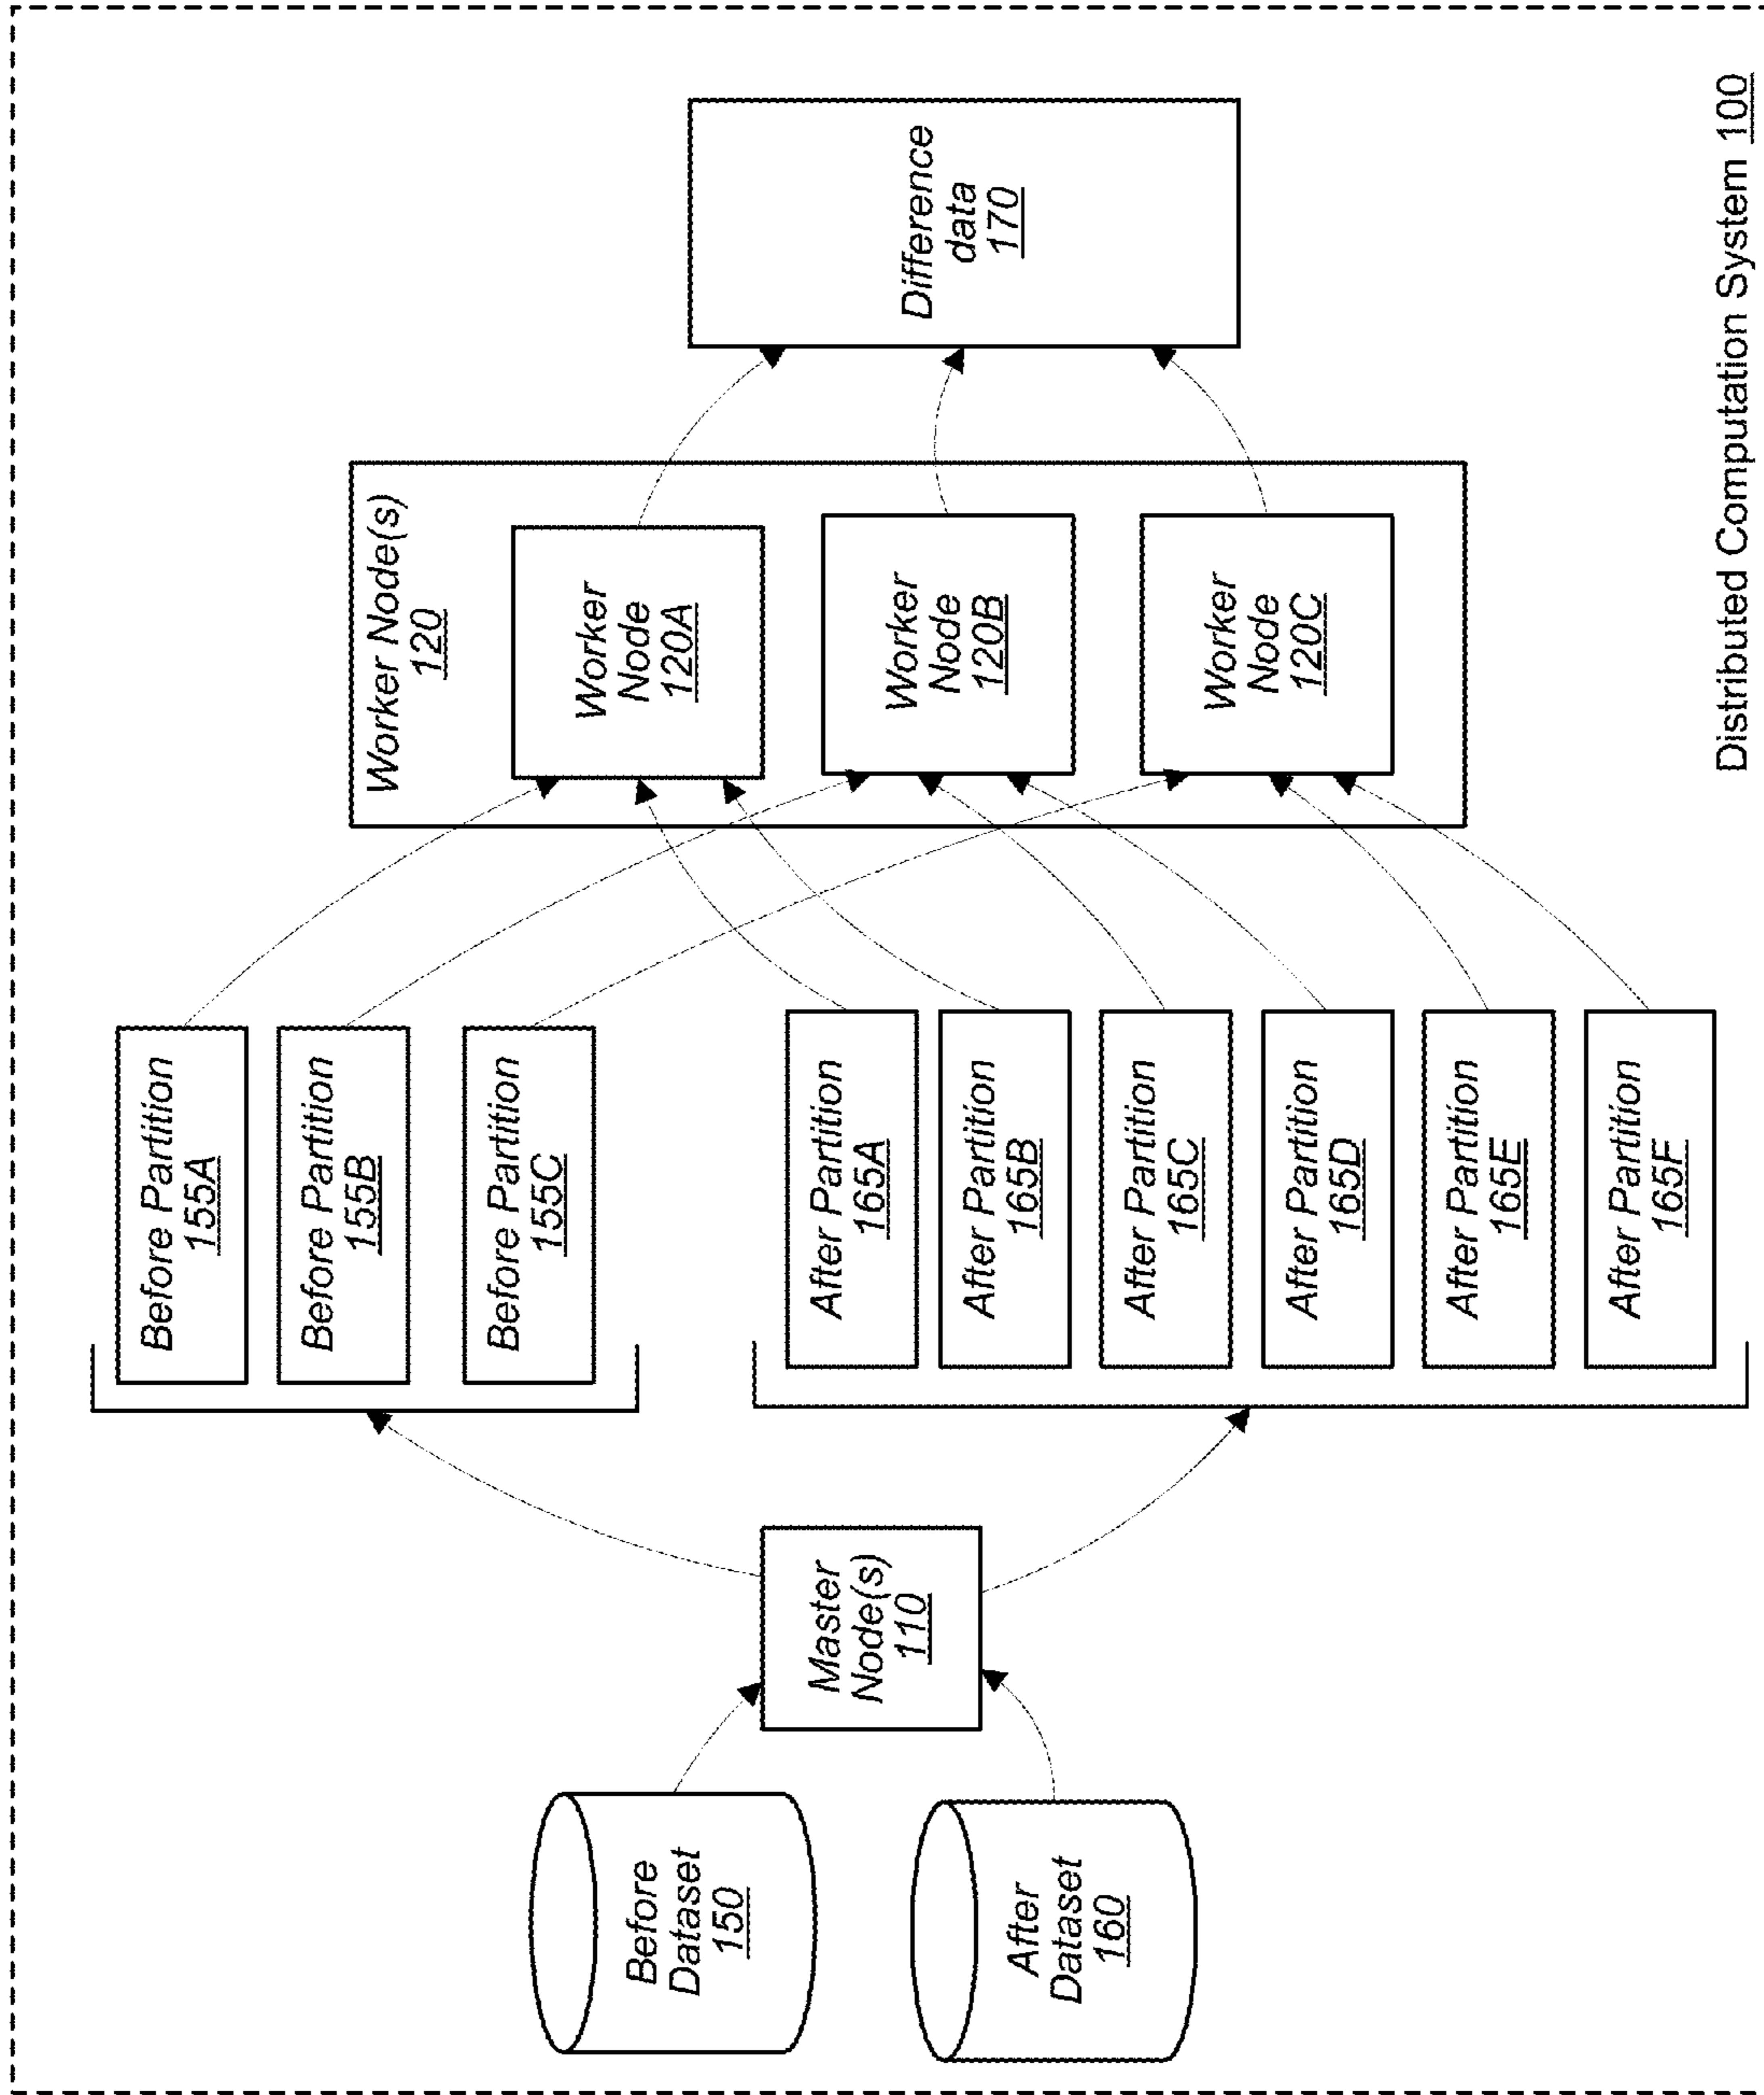 Before
Dataset
150
After
Dataset
160
Master
Node(s)
110
Before Partition
155A
Before Partition
155B
Before Partition
155C
After Partition
165A
After Partition
165B
After Partition
165C
After Partition
165D
After Partition
165E
After Partition
165F
Worker Node(s)
120
Worker
Node
120A
Worker
Node
120B
Worker
Node
120C
Difference
data
170
Distributed Computation System 100